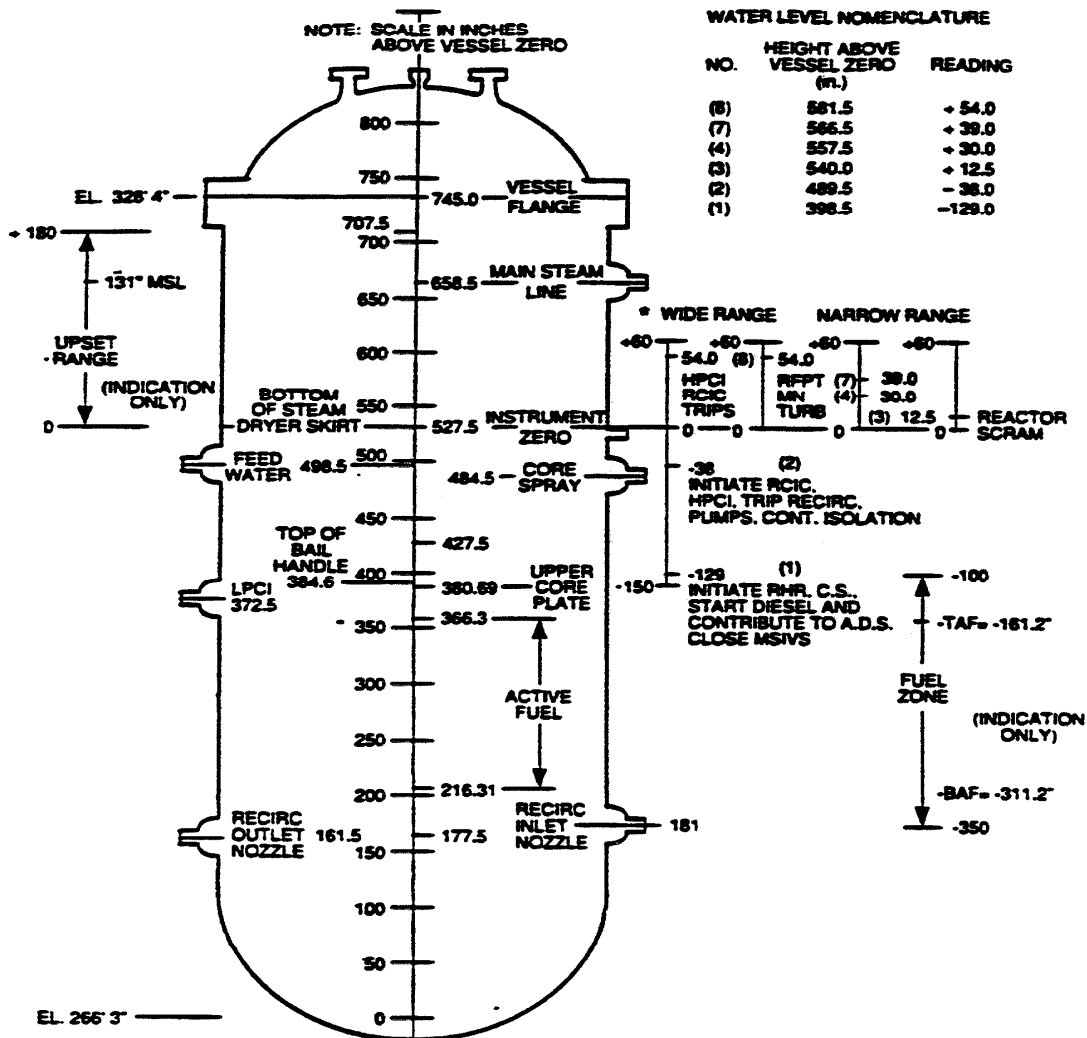 NOTE: SCALE IN INCHES
ABOVE VESSEL ZERO
WATER LEVEL NOMENCLATURE
NO.
HEIGHT ABOVE
VESSEL ZERO
(in.)
READING
(8) 581.5 + 54.0
(7) 566.5 + 39.0
(4) 557.5 + 30.0
(3) 540.0 + 12.5
(2) 489.5 - 38.0
(1) 398.5 -129.0
800
750
EL. 326' 4"
745.0
VESSEL
FLANGE
707.5
700
+ 180
131" MSL
658.5
MAIN STEAM
LINE
650
UPSET
RANGE
(INDICATION
ONLY)
0
600
550
BOTTOM
OF STEAM
DRYER SKIRT
527.5
INSTRUMENT
ZERO
* WIDE RANGE
NARROW RANGE
+60 +60 +60 +60
54.0 (8) 54.0
HPCI
RCIC
TRIPS
RFPT (7) 39.0
MN (4) 30.0
TURB
(3) 12.5
REACTOR
SCRAM
0 0 0 0
500
FEED
WATER
498.5
484.5
CORE
SPRAY
-38 (2)
INITIATE RCIC,
HPCI, TRIP RECIRC,
PUMPS. CONT. ISOLATION
450
427.5
TOP OF
BAIL
HANDLE
384.6
400
LPCI
372.5
380.69
UPPER
CORE
PLATE
-150
-129 (1)
INITIATE RHR. C.S.,
START DIESEL AND
CONTRIBUTE TO A.D.S.
CLOSE MSIVS
-100
-TAF= -161.2"
366.3
350
300
ACTIVE
FUEL
250
FUEL
ZONE
(INDICATION
ONLY)
216.31
200
-BAF= -311.2"
-350
RECIRC
OUTLET
NOZZLE
161.5
177.5
RECIRC
INLET
NOZZLE
181
150
100
50
EL. 266' 3"
0